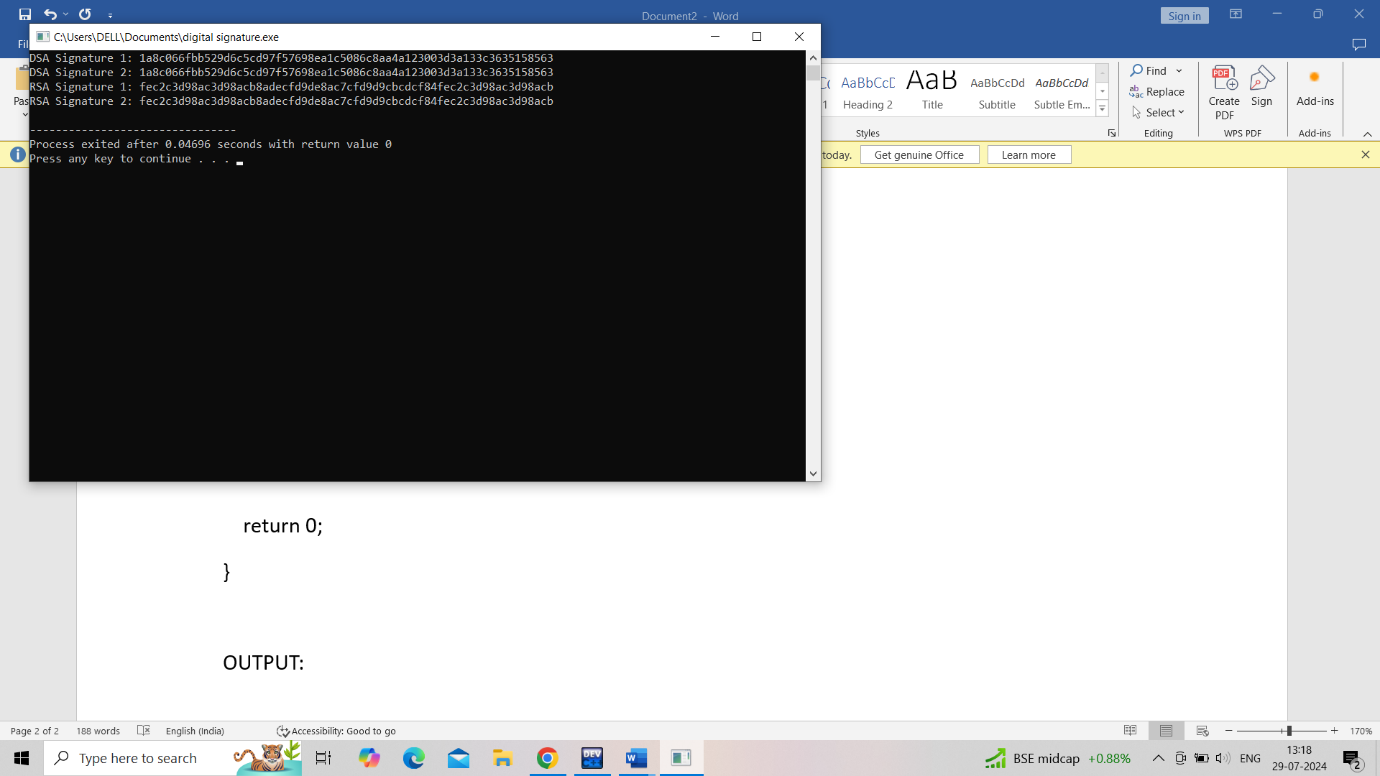 Document2 - Word
Sign in
C:\Users\DELL\Documents\digital signature.exe
DSA Signature 1: 1a8c066fbb529d6c5cd97f57698ea1c5086c8aa4a123003d3a133c3635158563
DSA Signature 2: 1a8c066fbb529d6c5cd97f57698ea1c5086c8aa4a123003d3a133c3635158563
RSA Signature 1: fec2c3d98ac3d98acb8adecfd9de8ac7cfd9d9cbcdcf84fec2c3d98ac3d98acb
RSA Signature 2: fec2c3d98ac3d98acb8adecfd9de8ac7cfd9d9cbcdcf84fec2c3d98ac3d98acb
--------------------------------
Process exited after 0.04696 seconds with return value 0
Press any key to continue . . .
AaBbCcC AaB AaBbCcDd AaBbCcDd
1 Heading 2 Title Subtitle Subtle Em...
Styles
Find
Replace
Select
Editing
Create PDF
Sign
WPS PDF
Add-ins
Add-ins
today. Get genuine Office Learn more
return 0;
}
OUTPUT:
Page 2 of 2 188 words English (India) Accessibility: Good to go 170%
Type here to search
DEV
BSE midcap +0.88% ENG 13:18
29-07-2024
2